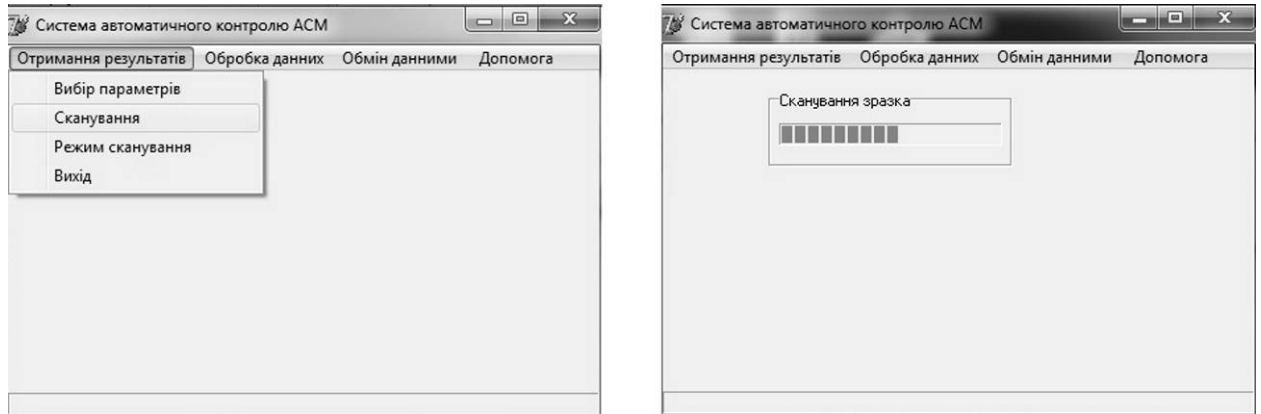 Система автоматичного контролю АСМ
Отримання результатів Обробка данних Обмін данними Допомога
Вибір параметрів
Сканування
Режим сканування
Вихід
Система автоматичного контролю АСМ
Отримання результатів Обробка данних Обмін данними Допомога
Сканування зразка